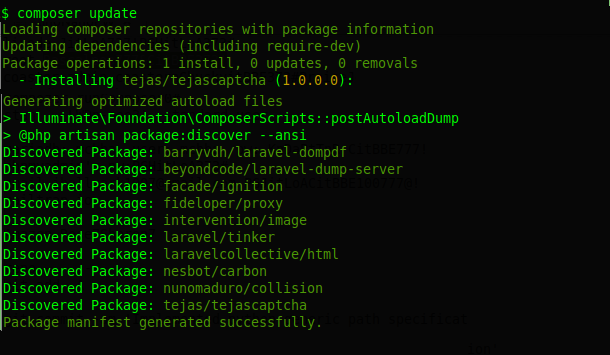 $ composer update
Loading composer repositories with package information
Updating dependencies (including require-dev)
Package operations: 1 install, 0 updates, 0 removals
  - Installing tejas/tejascaptcha (1.0.0.0):
Generating optimized autoload files
> Illuminate\Foundation\ComposerScripts::postAutoloadDump
> @php artisan package:discover --ansi
Discovered Package: barryvdh/laravel-dompdf
Discovered Package: beyondcode/laravel-dump-server
Discovered Package: facade/ignition
Discovered Package: fideloper/proxy
Discovered Package: intervention/image
Discovered Package: laravel/tinker
Discovered Package: laravelcollective/html
Discovered Package: nesbot/carbon
Discovered Package: nunomaduro/collision
Discovered Package: tejas/tejascaptcha
Package manifest generated successfully.